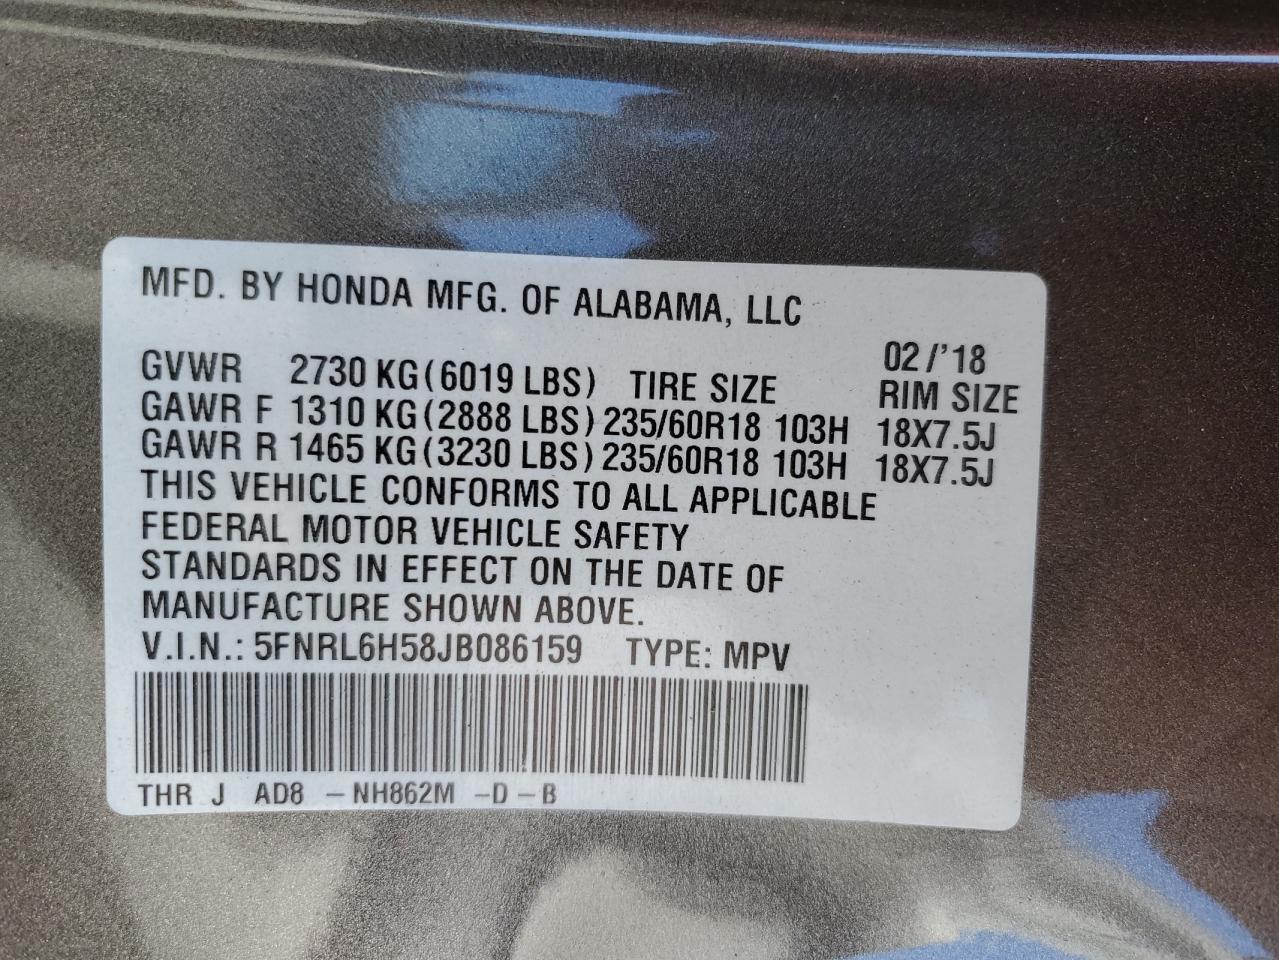 MFD. BY HONDA MFG. OF ALABAMA, LLC
02/'18
GVWR 2730 KG(6019 LBS) TIRE SIZE RIM SIZE
GAWR F 1310 KG(2888 LBS) 235/60R18 103H 18X7.5J
GAWR R 1465 KG(3230 LBS) 235/60R18 103H 18X7.5J
THIS VEHICLE CONFORMS TO ALL APPLICABLE
FEDERAL MOTOR VEHICLE SAFETY
STANDARDS IN EFFECT ON THE DATE OF
MANUFACTURE SHOWN ABOVE.
V.I.N.: 5FNRL6H58JB086159 TYPE: MPV
THR J AD8 -NH862M -D-B